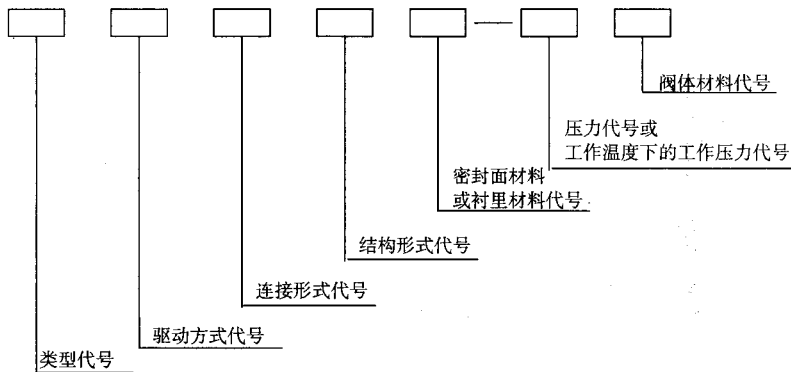 阀体材料代号
压力代号或
工作温度下的工作压力代号
密封面材料
或衬里材料代号
结构形式代号
连接形式代号
驱动方式代号
类型代号